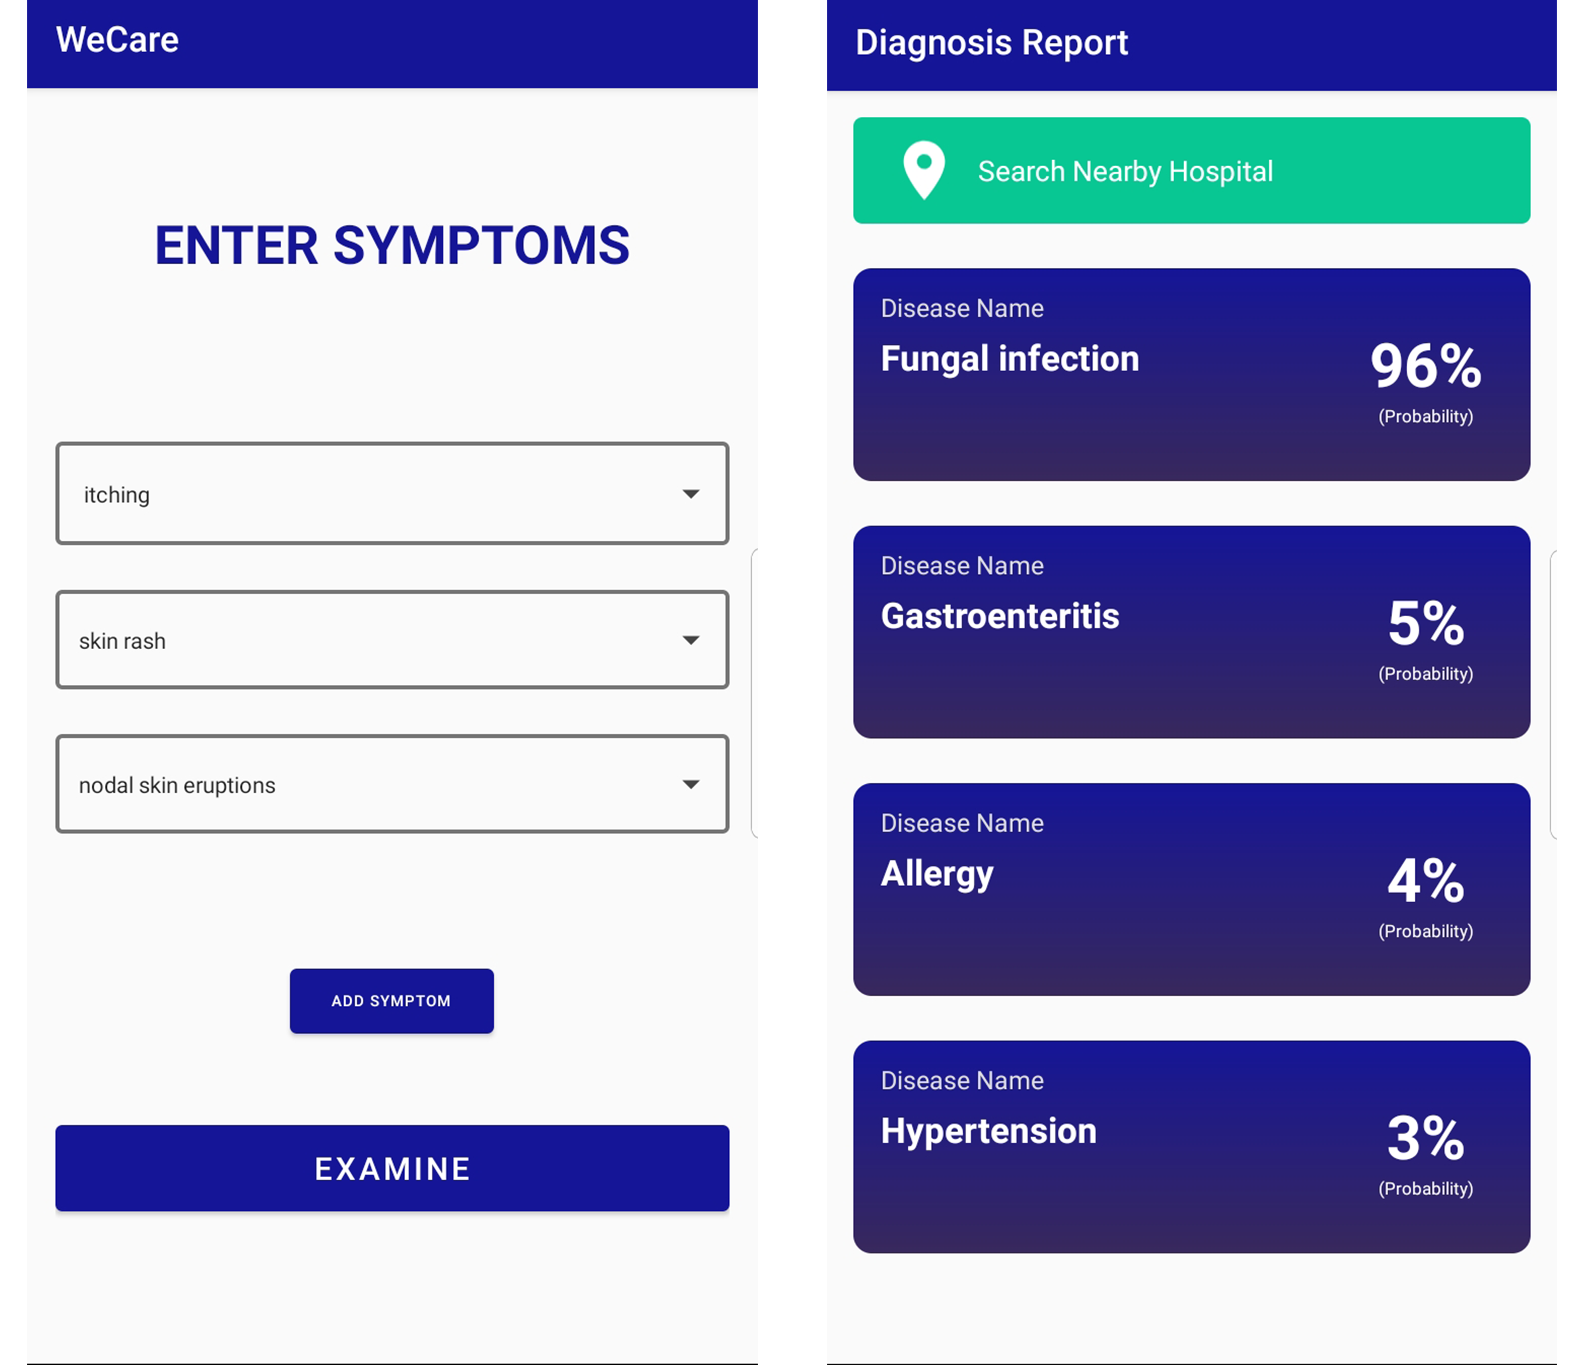 WeCare
ENTER SYMPTOMS
itching
skin rash
nodal skin eruptions
ADD SYMPTOM
EXAMINE
Diagnosis Report
Search Nearby Hospital
Disease Name
Fungal infection
96%
(Probability)
Disease Name
Gastroenteritis
5%
(Probability)
Disease Name
Allergy
4%
(Probability)
Disease Name
Hypertension
3%
(Probability)